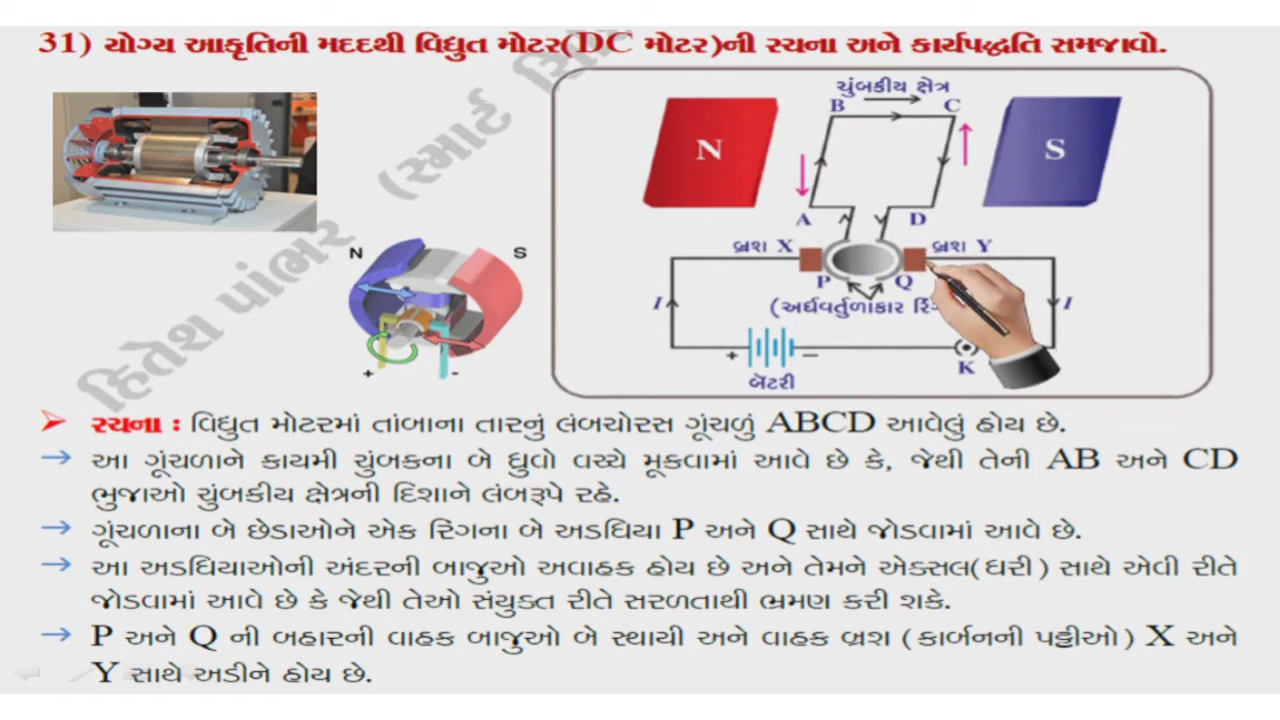 31) યોગ્ય આકૃતિની મદદથી વિદ્યુત મોટર(DC મોટર)ની રચના અને કાર્યપદ્ધતિ સમજાવો.
ચુંબકીય ક્ષેત્ર
B C
N S
A D
N S
બ્રશ X બ્રશ Y
P Q
I (અર્ધવર્તુળાકાર I
+ − K
બૅટરી
+ -
હિતેશ પાંભર (સ્માર્ટ
➤ રચના : વિદ્યુત મોટરમાં તાંબાના તારનું લંબચોરસ ગૂંચળું ABCD આવેલું હોય છે.
→ આ ગૂંચળાને કાયમી ચુંબકના બે ધ્રુવો વચ્ચે મૂકવામાં આવે છે કે, જેથી તેની AB અને CD
ભુજાઓ ચુંબકીય ક્ષેત્રની દિશાને લંબરૂપે રહે.
→ ગૂંચળાના બે છેડાઓને એક રિંગના બે અડધિયા P અને Q સાથે જોડવામાં આવે છે.
→ આ અડધિયાઓની અંદરની બાજુઓ અવાહક હોય છે અને તેમને એક્સલ(ધરી) સાથે એવી રીતે
જોડવામાં આવે છે કે જેથી તેઓ સંયુક્ત રીતે સરળતાથી ભ્રમણ કરી શકે.
→ P અને Q ની બહારની વાહક બાજુઓ બે સ્થાયી અને વાહક બ્રશ (કાર્બનની પટ્ટીઓ) X અને
Y સાથે અડીને હોય છે.